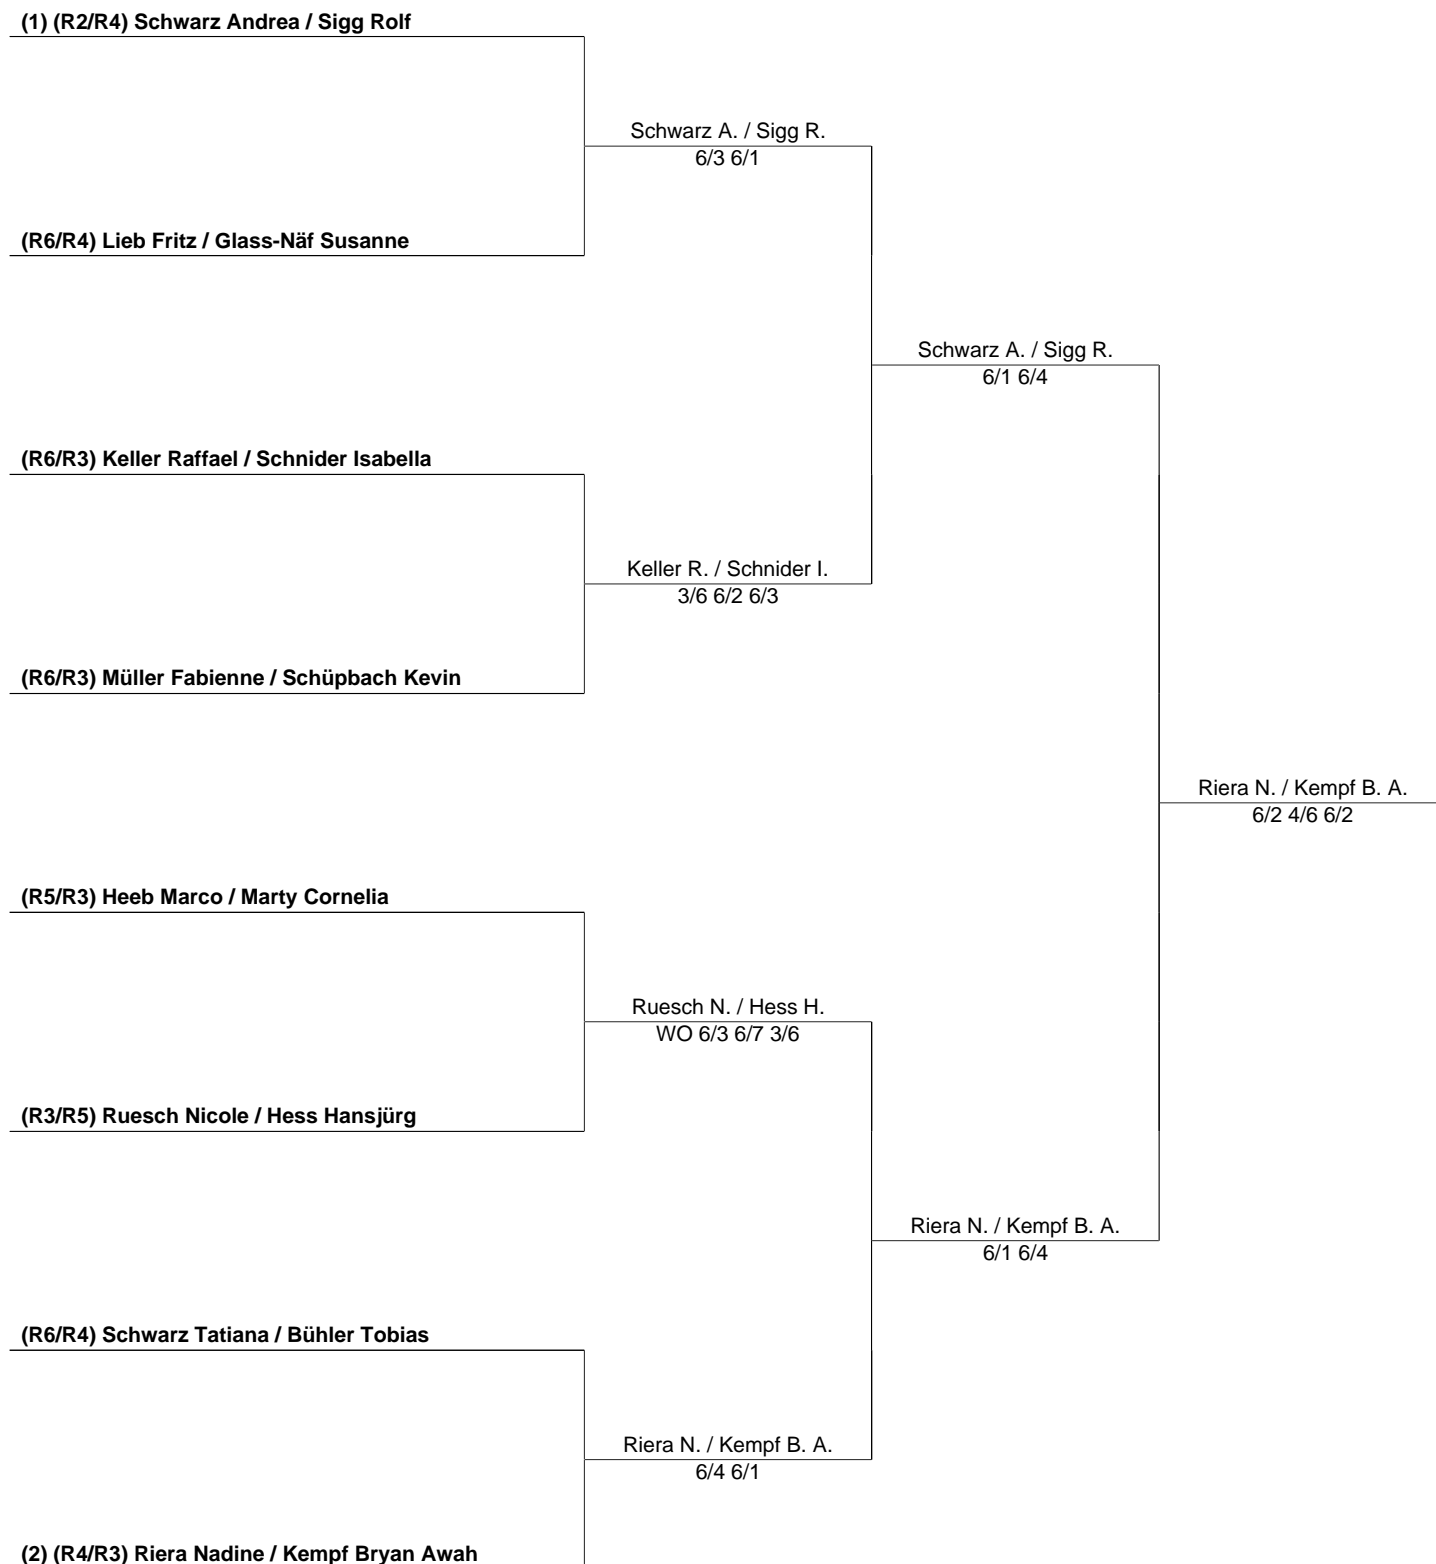 (1) (R2/R4) Schwarz Andrea / Sigg Rolf
Schwarz A. / Sigg R.
6/3 6/1
(R6/R4) Lieb Fritz / Glass-Näf Susanne
Schwarz A. / Sigg R.
6/1 6/4
(R6/R3) Keller Raffael / Schnider Isabella
Keller R. / Schnider I.
3/6 6/2 6/3
(R6/R3) Müller Fabienne / Schüpbach Kevin
Riera N. / Kempf B. A.
6/2 4/6 6/2
(R5/R3) Heeb Marco / Marty Cornelia
Ruesch N. / Hess H.
WO 6/3 6/7 3/6
(R3/R5) Ruesch Nicole / Hess Hansjürg
Riera N. / Kempf B. A.
6/1 6/4
(R6/R4) Schwarz Tatiana / Bühler Tobias
Riera N. / Kempf B. A.
6/4 6/1
(2) (R4/R3) Riera Nadine / Kempf Bryan Awah